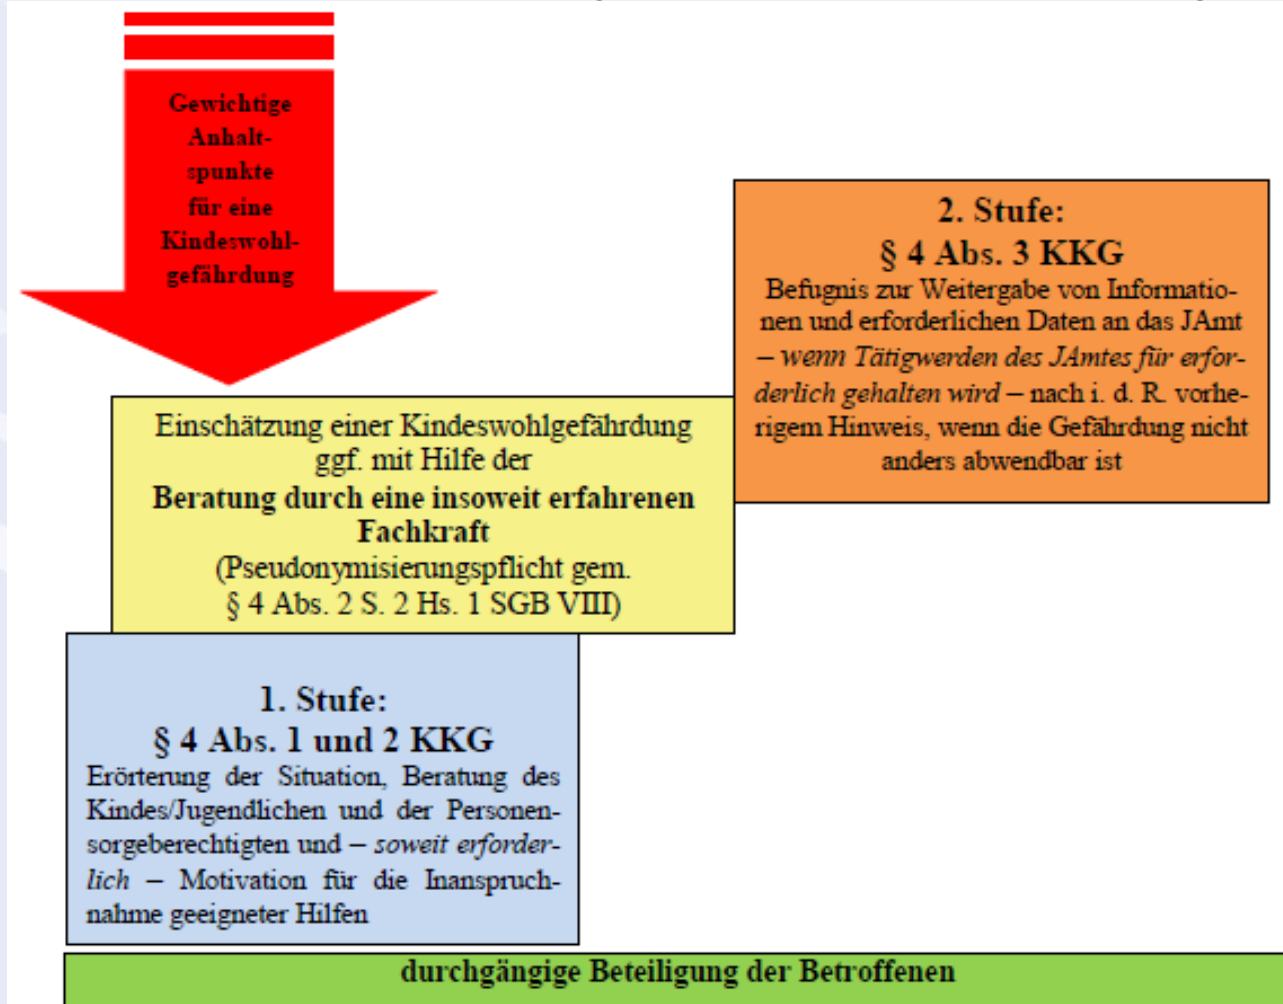 Gewichtige
Anhalt-
spunkte
für eine
Kindeswohl-
gefährdung
2. Stufe:
§ 4 Abs. 3 KKG
Befugnis zur Weitergabe von Informatio-
nen und erforderlichen Daten an das JAmt
– wenn Tätigwerden des JAmtes für erfor-
derlich gehalten wird – nach i. d. R. vorhe-
rigem Hinweis, wenn die Gefährdung nicht
anders abwendbar ist
Einschätzung einer Kindeswohlgefährdung
ggf. mit Hilfe der
Beratung durch eine insoweit erfahrenen
Fachkraft
(Pseudonymisierungspflicht gem.
§ 4 Abs. 2 S. 2 Hs. 1 SGB VIII)
1. Stufe:
§ 4 Abs. 1 und 2 KKG
Erörterung der Situation, Beratung des
Kindes/Jugendlichen und der Personen-
sorgeberechtigten und – soweit erforder-
lich – Motivation für die Inanspruch-
nahme geeigneter Hilfen
durchgängige Beteiligung der Betroffenen